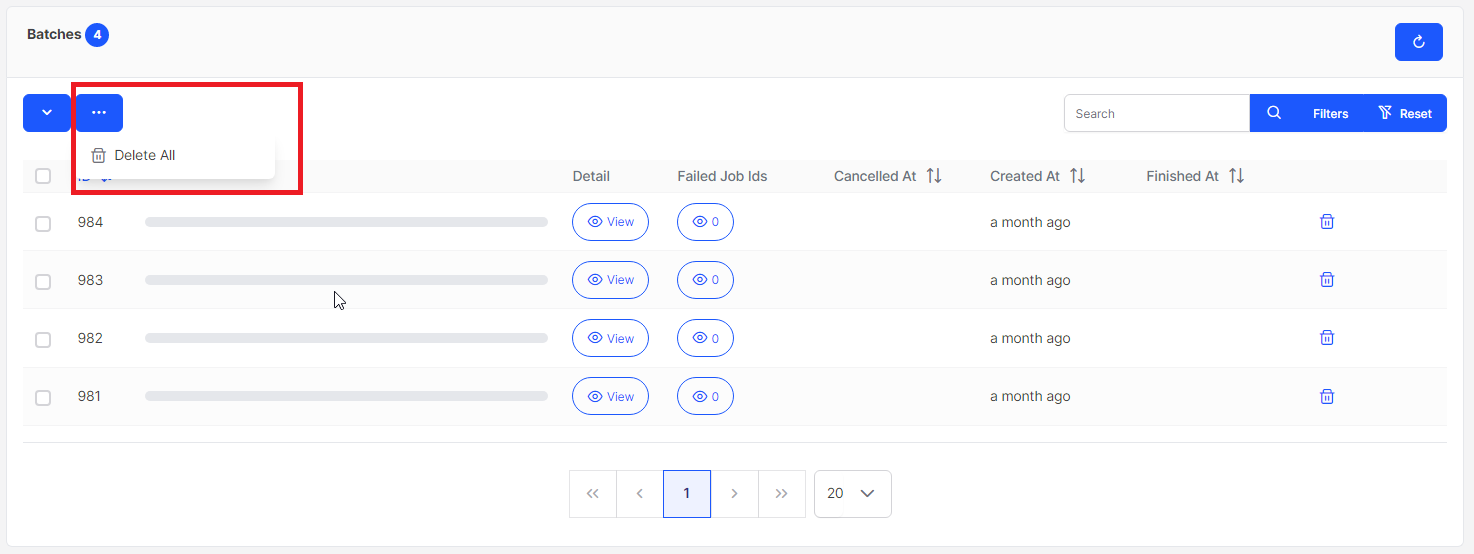 Batches 4
Search Filters Reset
Delete All
Detail Failed Job Ids Cancelled At Created At Finished At
984 View 0 a month ago
983 View 0 a month ago
982 View 0 a month ago
981 View 0 a month ago
1 20